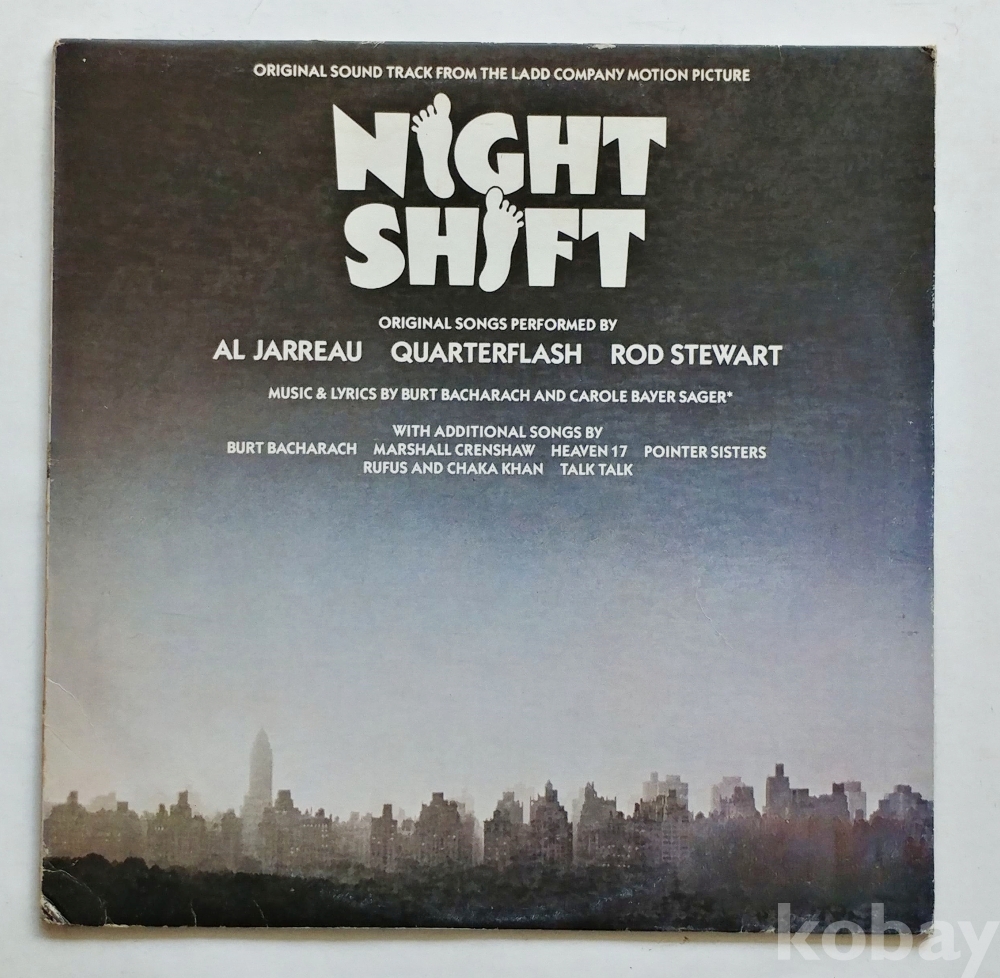 ORIGINAL SOUND TRACK FROM THE LADD COMPANY MOTION PICTURE
NIGHT
SHIFT
ORIGINAL SONGS PERFORMED BY
AL JARREAU QUARTERFLASH ROD STEWART
MUSIC & LYRICS BY BURT BACHARACH AND CAROLE BAYER SAGER*
WITH ADDITIONAL SONGS BY
BURT BACHARACH MARSHALL CRENSHAW HEAVEN 17 POINTER SISTERS
RUFUS AND CHAKA KHAN TALK TALK
kobay